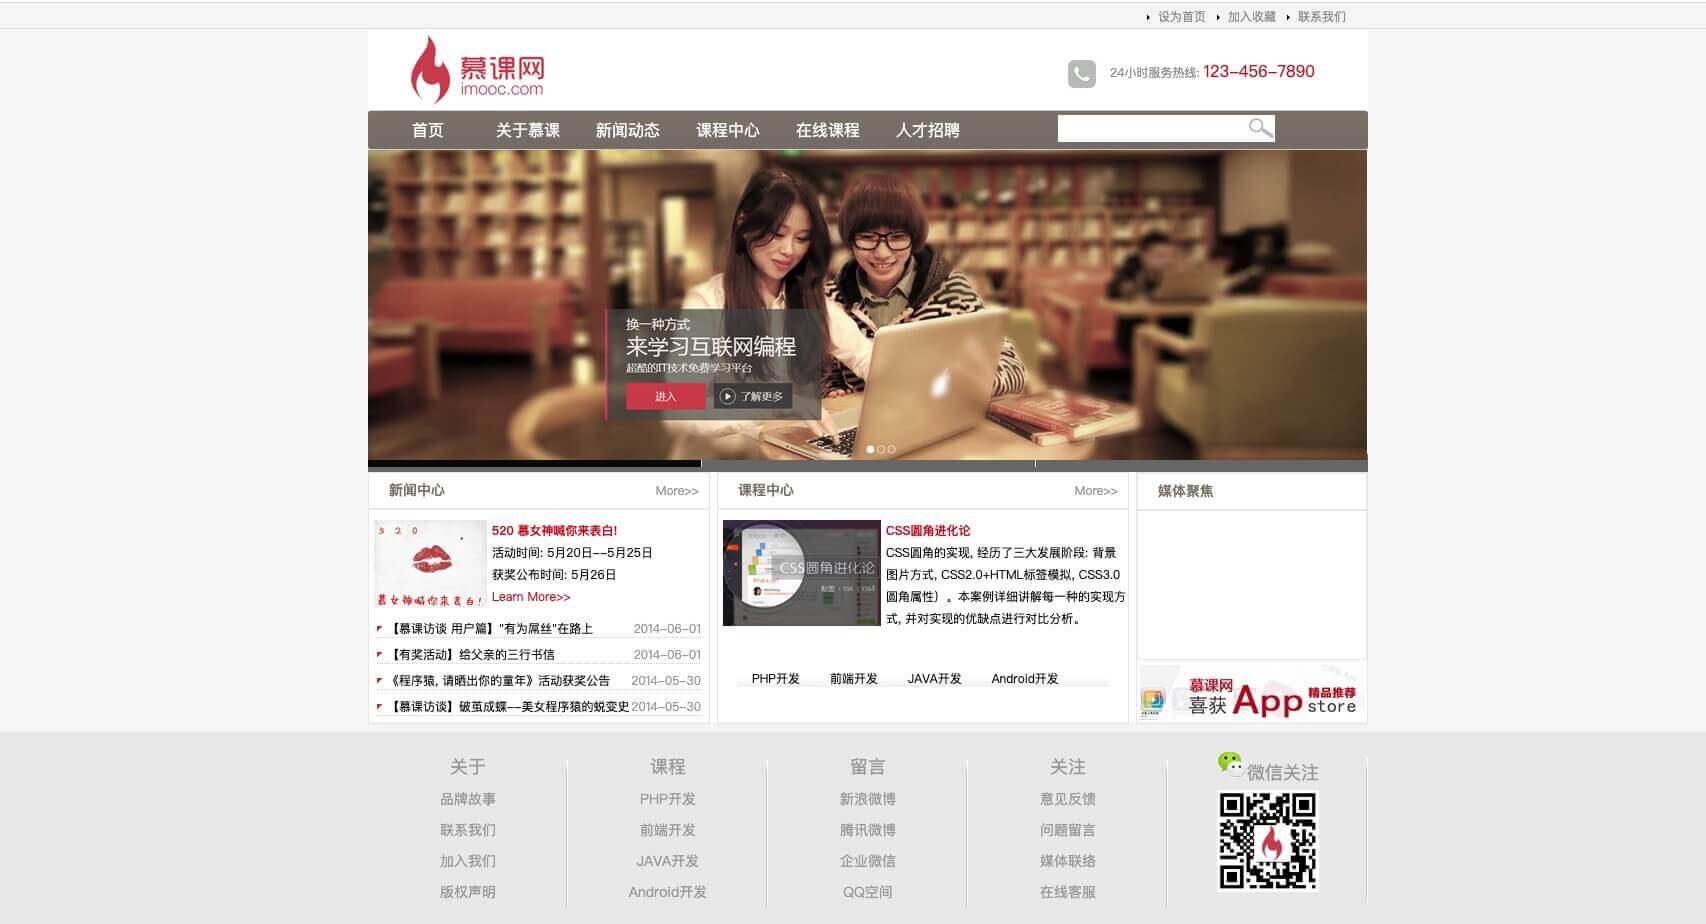 设为首页 加入收藏 联系我们
慕课网
imooc.com
24小时服务热线: 123-456-7890
首页 关于慕课 新闻动态 课程中心 在线课程 人才招聘
换一种方式
来学习互联网编程
超酷的IT技术免费学习平台
进入 了解更多
新闻中心 More>>
5 2 0
慕女神喊你来表白!
520 慕女神喊你来表白!
活动时间: 5月20日--5月25日
获奖公布时间: 5月26日
Learn More>>
【慕课访谈 用户篇】"有为屌丝"在路上 2014-06-01
【有奖活动】给父亲的三行书信 2014-06-01
《程序猿, 请晒出你的童年》活动获奖公告 2014-05-30
【慕课访谈】破茧成蝶--美女程序猿的蜕变史 2014-05-30
课程中心 More>>
CSS圆角进化论
CSS圆角进化论
CSS圆角的实现, 经历了三大发展阶段: 背景
图片方式, CSS2.0+HTML标签模拟, CSS3.0
圆角属性）。本案例详细讲解每一种的实现方
式, 并对实现的优缺点进行对比分析。
PHP开发 前端开发 JAVA开发 Android开发
媒体聚焦
慕课网
喜获 App 精品推荐
store
关于
品牌故事
联系我们
加入我们
版权声明
课程
PHP开发
前端开发
JAVA开发
Android开发
留言
新浪微博
腾讯微博
企业微信
QQ空间
关注
意见反馈
问题留言
媒体联络
在线客服
微信关注